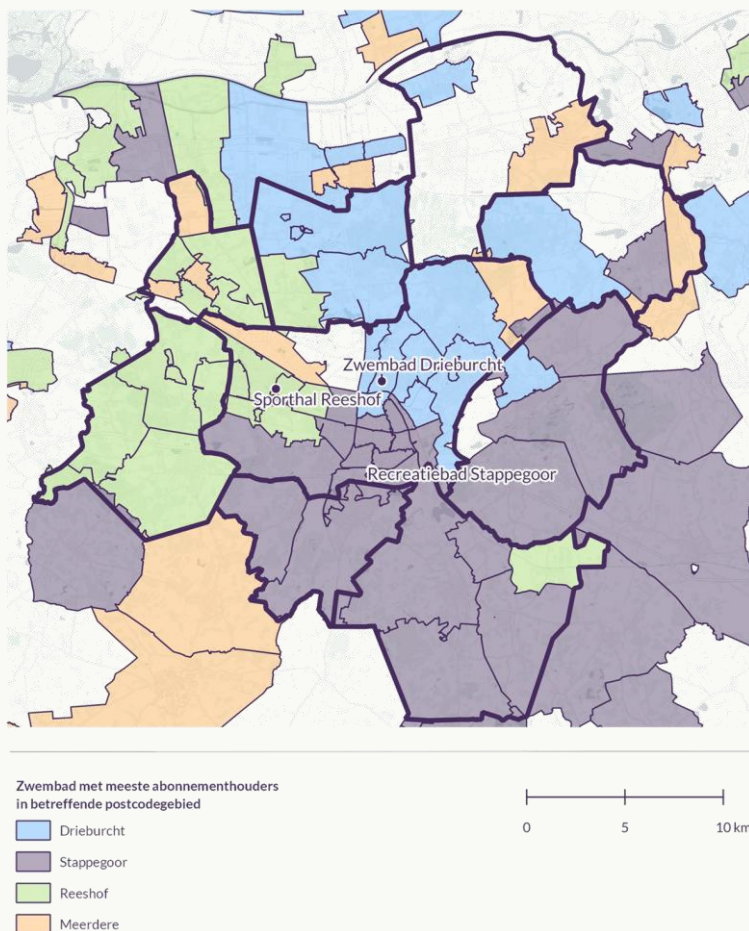 Zwembad Drieburcht
Sporthal Reeshof
Recreatiebad Stappegoor
Zwembad met meeste abonnementhouders
in betreffende postcodegebied
Drieburcht
Stappegoor
Reeshof
Meerdere
0 5 10 km